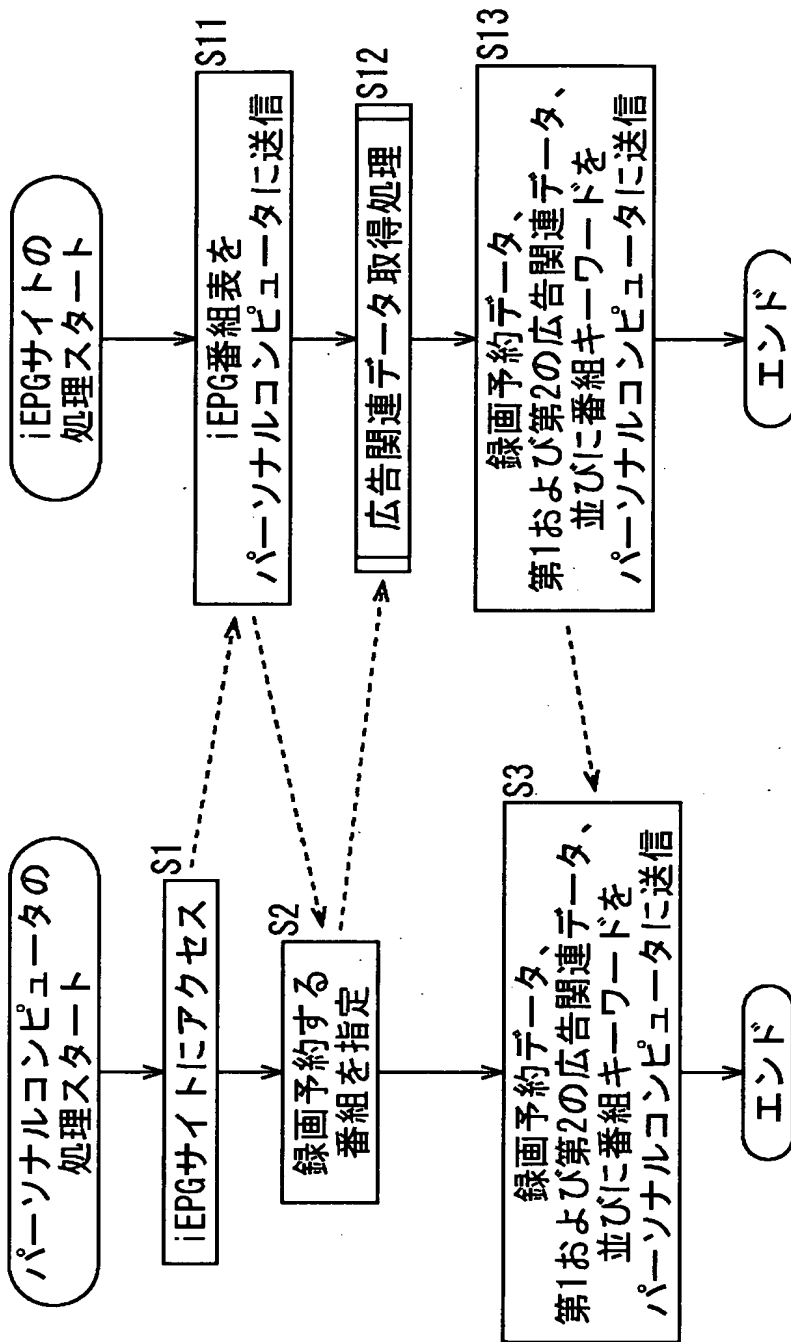 パーソナルコンピュータの
処理スタート
S1
iEPGサイトにアクセス
S2
録画予約する
番組を指定
S3
録画予約データ、
第1および第2の広告関連データ、
並びに番組キーワードを
パーソナルコンピュータに送信
エンド
iEPGサイトの
処理スタート
S11
iEPG番組表を
パーソナルコンピュータに送信
S12
広告関連データ取得処理
S13
録画予約データ、
第1および第2の広告関連データ、
並びに番組キーワードを
パーソナルコンピュータに送信
エンド